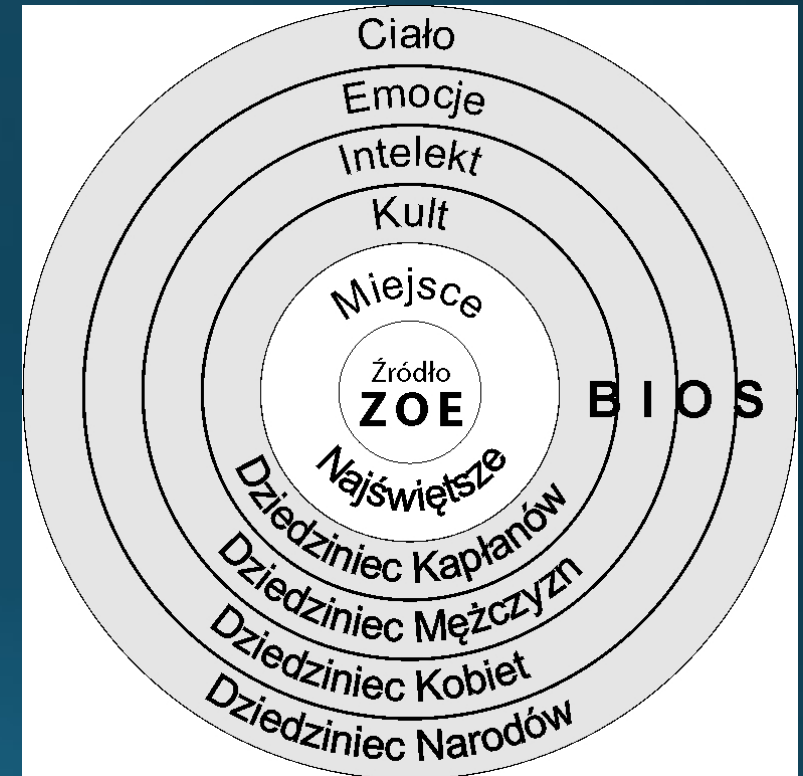 Ciało
Emocje
Intelekt
Kult
Miejsce
Źródło
ZOE
BIOS
Najświętsze
Dziedziniec Kapłanów
Dziedziniec Mężczyzn
Dziedziniec Kobiet
Dziedziniec Narodów